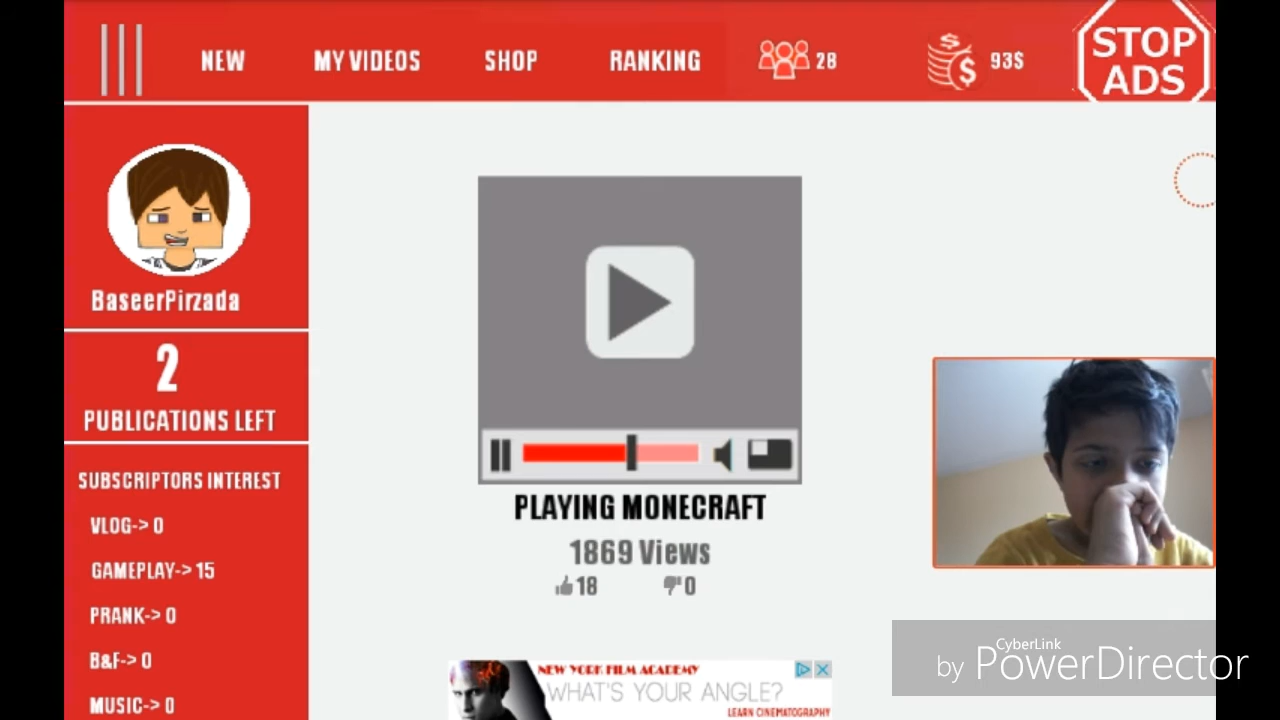 NEW
MY VIDEOS
SHOP
RANKING
28
93$
STOP
ADS
BaseerPirzada
2
PUBLICATIONS LEFT
SUBSCRIPTORS INTEREST
VLOG-> 0
GAMEPLAY-> 15
PRANK-> 0
B&F-> 0
MUSIC-> 0
PLAYING MONECRAFT
1869 Views
18
0
NEW YORK FILM ACADEMY
WHAT'S YOUR ANGLE?
LEARN CINEMATOGRAPHY
CyberLink
by PowerDirector